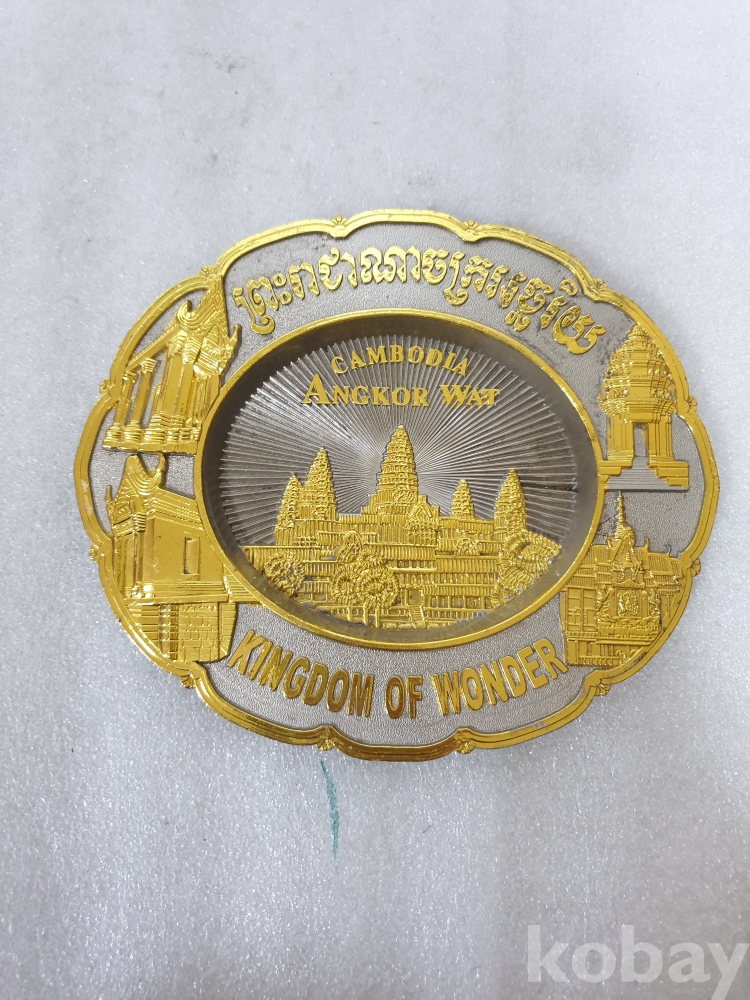 ព្រះរាជាណាចក្រអច្ឆរិយ
CAMBODIA
ANGKOR WAT
KINGDOM OF WONDER
kobay